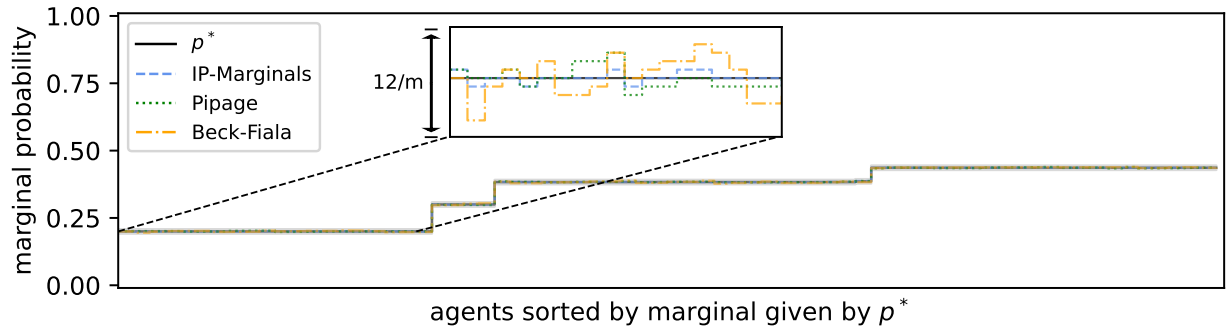 1.00
0.75
0.50
0.25
0.00
marginal probability
p*
IP-Marginals
Pipage
Beck-Fiala
12/m
agents sorted by marginal given by p*